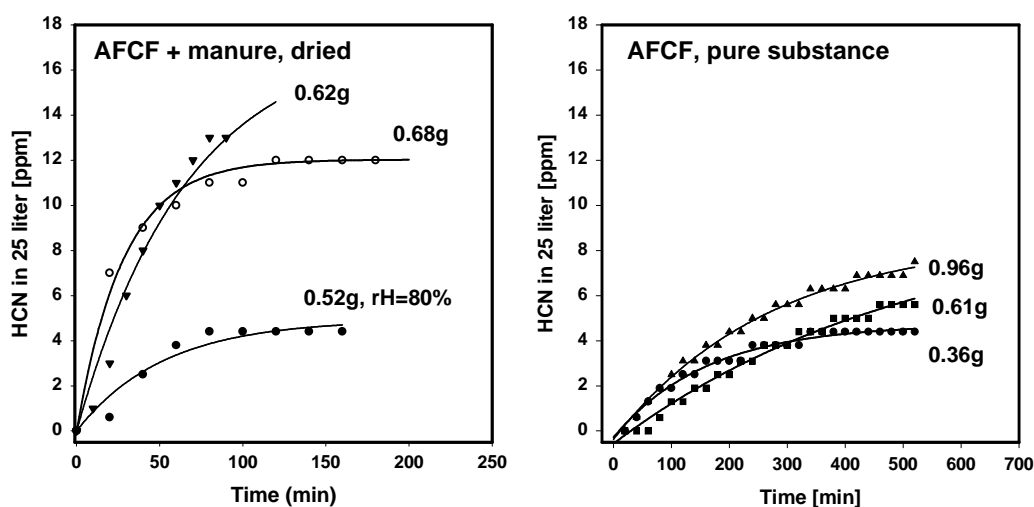 AFCF + manure, dried
HCN in 25 liter [ppm]
18
16
14
12
10
8
6
4
2
0
0.62g
0.68g
0.52g, rH=80%
0 50 100 150 200 250
Time (min)
AFCF, pure substance
HCN in 25 liter [ppm]
18
16
14
12
10
8
6
4
2
0
0.96g
0.61g
0.36g
0 100 200 300 400 500 600 700
Time [min]